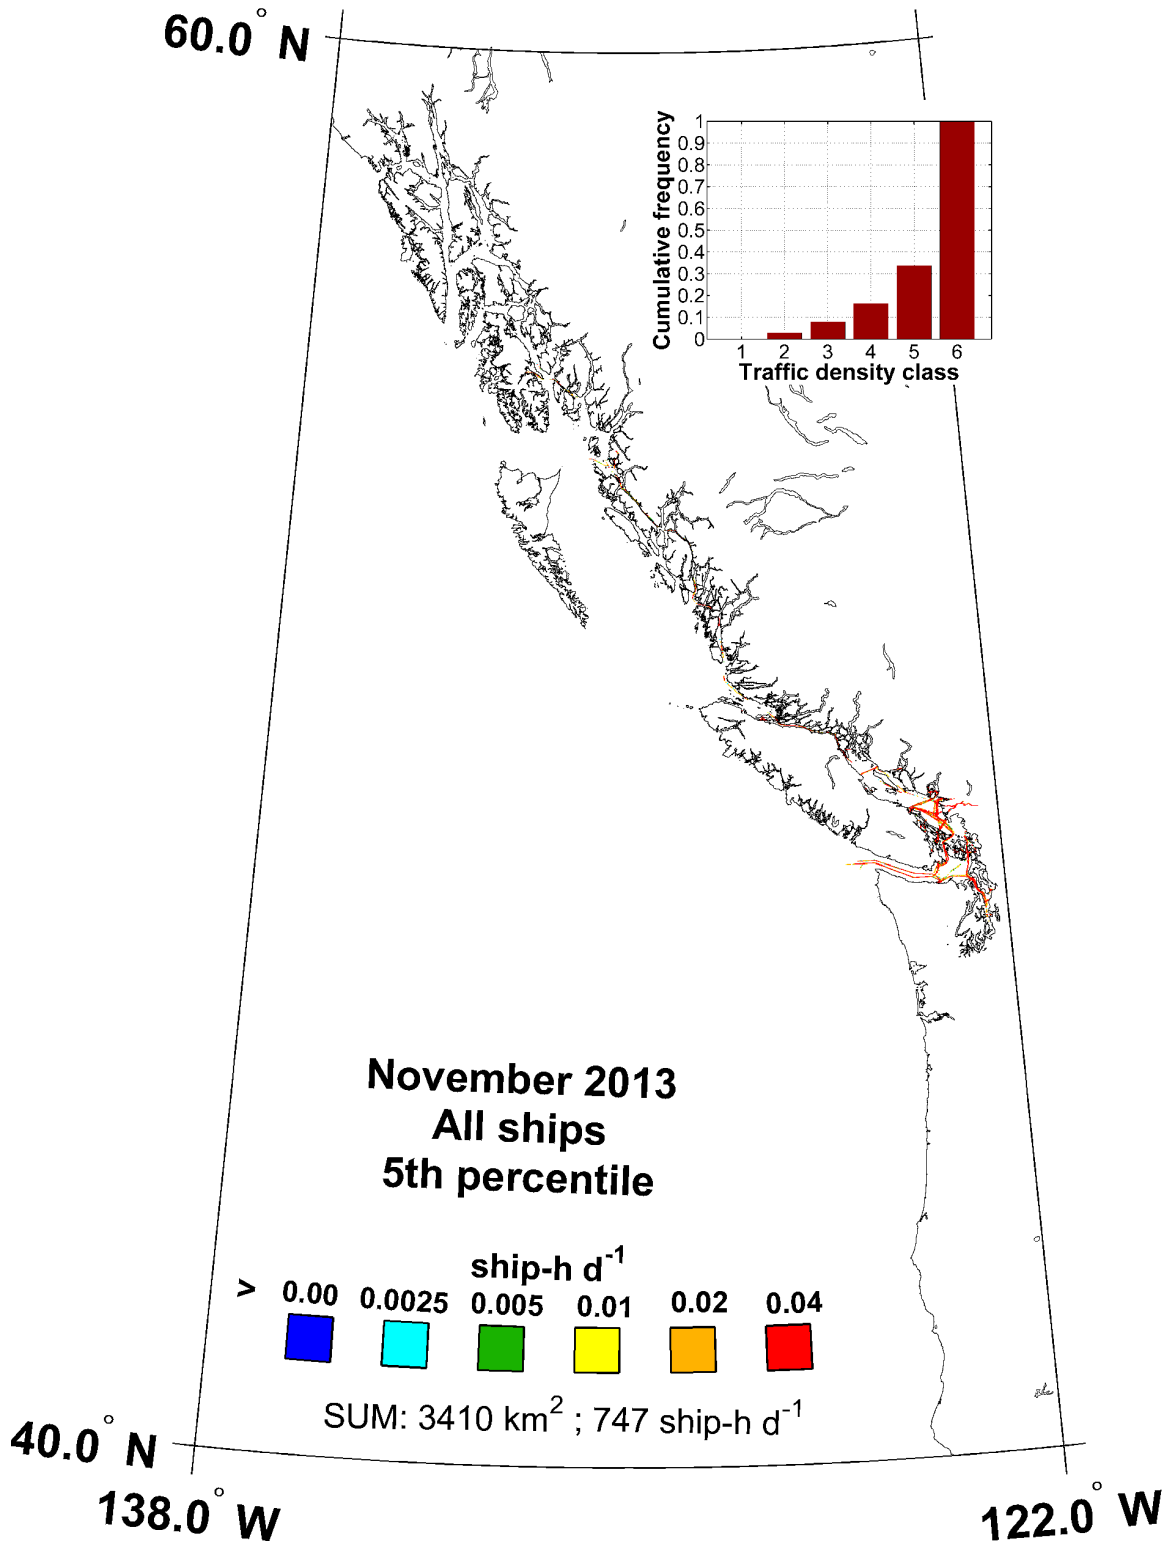 60.0° N
Cumulative frequency
1
0.9
0.8
0.7
0.6
0.5
0.4
0.3
0.2
0.1
0
1 2 3 4 5 6
Traffic density class
November 2013
All ships
5th percentile
ship-h d⁻¹
> 0.00 0.0025 0.005 0.01 0.02 0.04
SUM: 3410 km² ; 747 ship-h d⁻¹
40.0° N
138.0° W
122.0° W